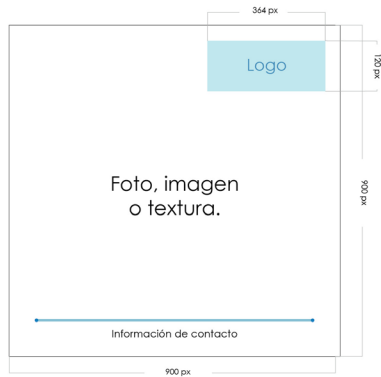 364 px
Logo
120 px
Foto, imagen
o textura.
900 px
Información de contacto
900 px